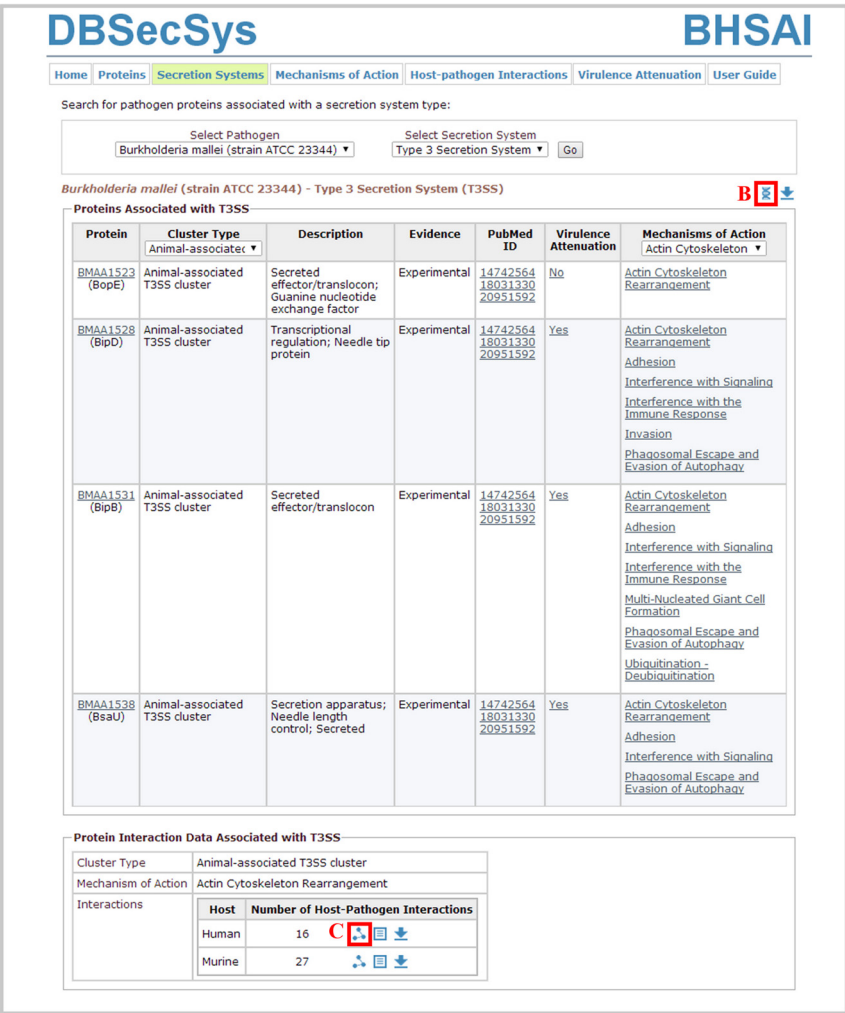 DBSecSys BHSAI
Home Proteins Secretion Systems Mechanisms of Action Host-pathogen Interactions Virulence Attenuation User Guide
Search for pathogen proteins associated with a secretion system type:
Select Pathogen Select Secretion System
Burkholderia mallei (strain ATCC 23344) Type 3 Secretion System Go
Burkholderia mallei (strain ATCC 23344) - Type 3 Secretion System (T3SS) B
Proteins Associated with T3SS
Protein Cluster Type Description Evidence PubMed ID Virulence Attenuation Mechanisms of Action
Animal-associatec Actin Cytoskeleton
BMAA1523 Animal-associated Secreted Experimental 14742564 No Actin Cytoskeleton
(BopE) T3SS cluster effector/translocon; 18031330 Rearrangement
Guanine nucleotide 20951592
exchange factor
BMAA1528 Animal-associated Transcriptional Experimental 14742564 Yes Actin Cytoskeleton
(BipD) T3SS cluster regulation; Needle tip 18031330 Rearrangement
protein 20951592
Adhesion
Interference with Signaling
Interference with the
Immune Response
Invasion
Phagosomal Escape and
Evasion of Autophagy
BMAA1531 Animal-associated Secreted Experimental 14742564 Yes Actin Cytoskeleton
(BipB) T3SS cluster effector/translocon 18031330 Rearrangement
20951592
Adhesion
Interference with Signaling
Interference with the
Immune Response
Multi-Nucleated Giant Cell
Formation
Phagosomal Escape and
Evasion of Autophagy
Ubiquitination -
Deubiquitination
BMAA1538 Animal-associated Secretion apparatus; Experimental 14742564 Yes Actin Cytoskeleton
(BsaU) T3SS cluster Needle length 18031330 Rearrangement
control; Secreted 20951592
Adhesion
Interference with Signaling
Phagosomal Escape and
Evasion of Autophagy
Protein Interaction Data Associated with T3SS
Cluster Type Animal-associated T3SS cluster
Mechanism of Action Actin Cytoskeleton Rearrangement
Interactions
Host Number of Host-Pathogen Interactions
Human 16 C
Murine 27